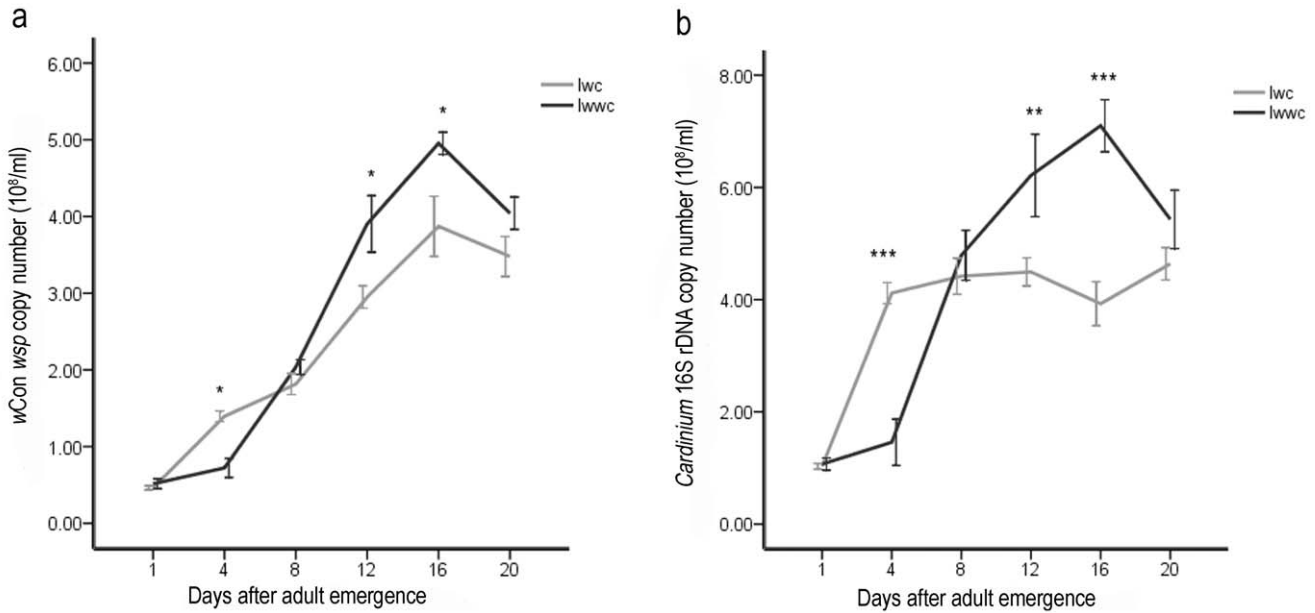 a
wCon wsp copy number (10⁸/ml)
6.00
5.00
4.00
3.00
2.00
1.00
0.00
*
*
*
*
lwc
lwwc
1 4 8 12 16 20
Days after adult emergence
b
Cardinium 16S rDNA copy number (10⁸/ml)
8.00
6.00
4.00
2.00
0.00
***
**
***
lwc
lwwc
1 4 8 12 16 20
Days after adult emergence